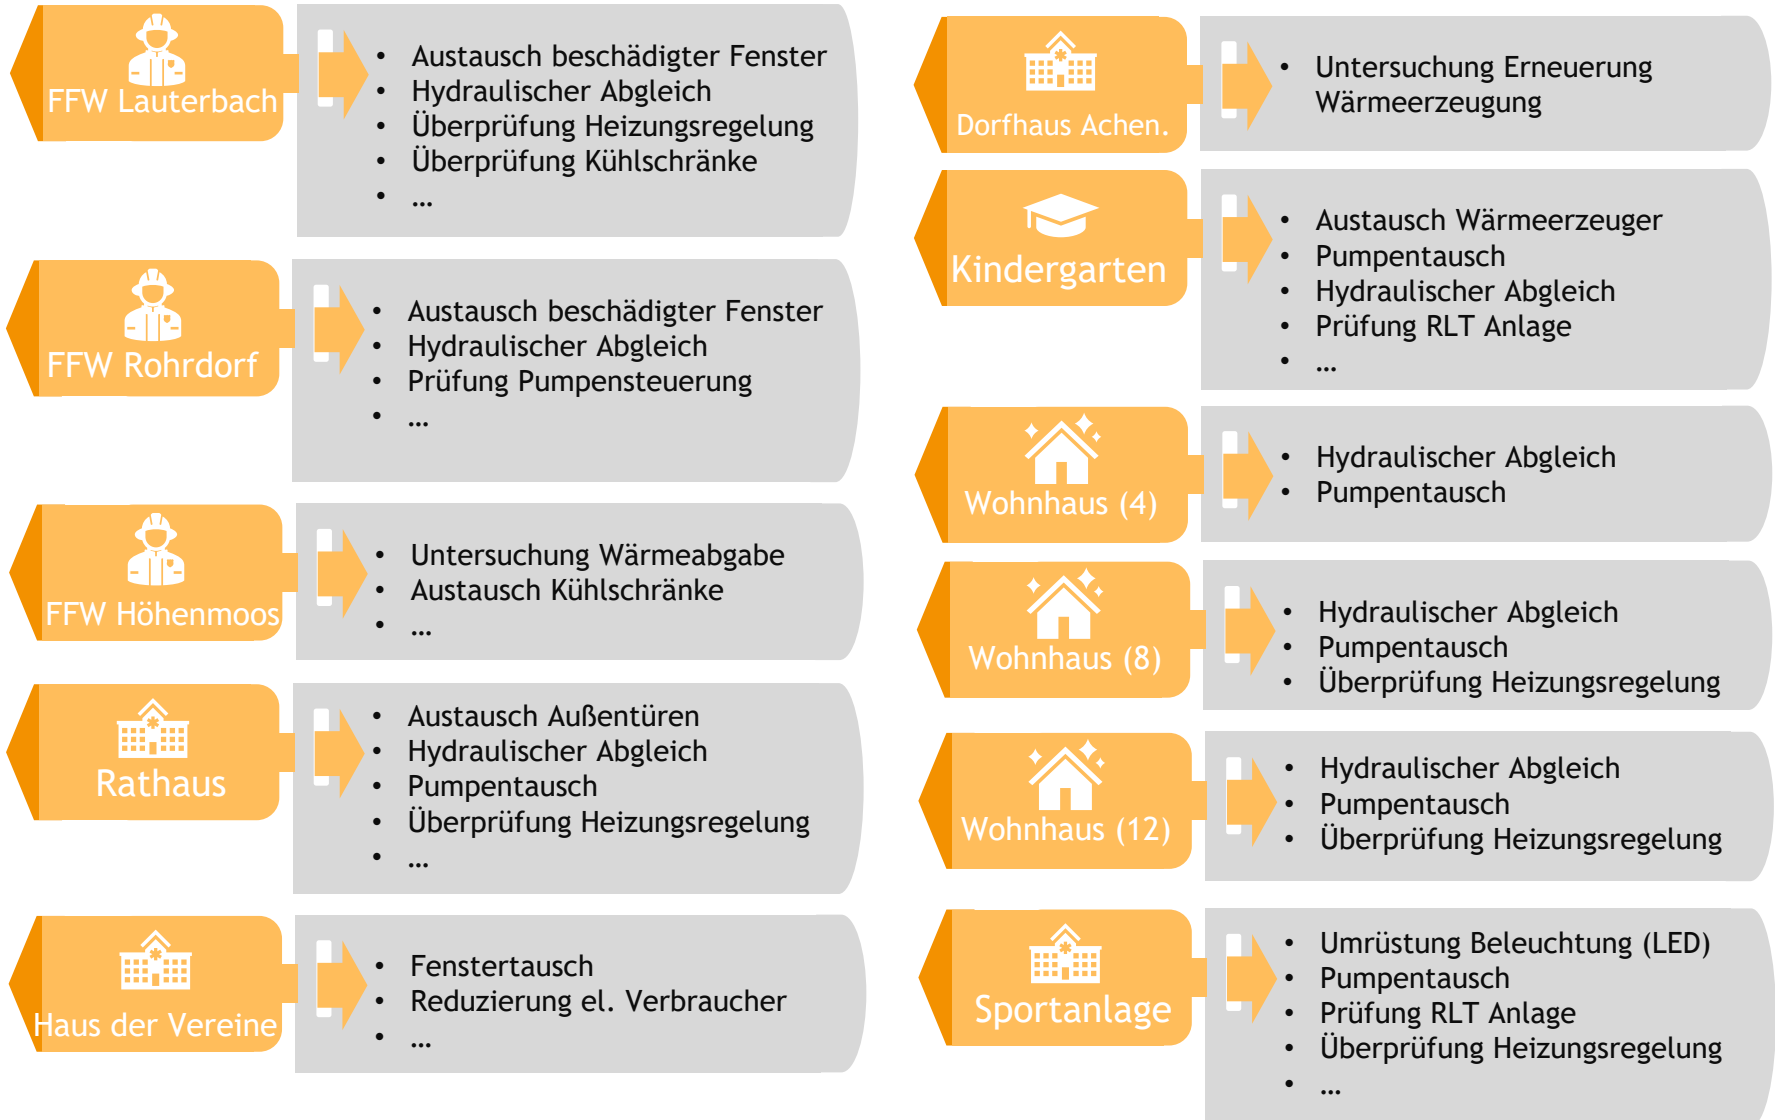 FFW Lauterbach
• Austausch beschädigter Fenster
• Hydraulischer Abgleich
• Überprüfung Heizungsregelung
• Überprüfung Kühlschränke
• …
FFW Rohrdorf
• Austausch beschädigter Fenster
• Hydraulischer Abgleich
• Prüfung Pumpensteuerung
• …
FFW Höhenmoos
• Untersuchung Wärmeabgabe
• Austausch Kühlschränke
• …
Rathaus
• Austausch Außentüren
• Hydraulischer Abgleich
• Pumpentausch
• Überprüfung Heizungsregelung
• …
Haus der Vereine
• Fenstertausch
• Reduzierung el. Verbraucher
• …
Dorfhaus Achen.
• Untersuchung Erneuerung
Wärmeerzeugung
Kindergarten
• Austausch Wärmeerzeuger
• Pumpentausch
• Hydraulischer Abgleich
• Prüfung RLT Anlage
• …
Wohnhaus (4)
• Hydraulischer Abgleich
• Pumpentausch
Wohnhaus (8)
• Hydraulischer Abgleich
• Pumpentausch
• Überprüfung Heizungsregelung
Wohnhaus (12)
• Hydraulischer Abgleich
• Pumpentausch
• Überprüfung Heizungsregelung
Sportanlage
• Umrüstung Beleuchtung (LED)
• Pumpentausch
• Prüfung RLT Anlage
• Überprüfung Heizungsregelung
• …